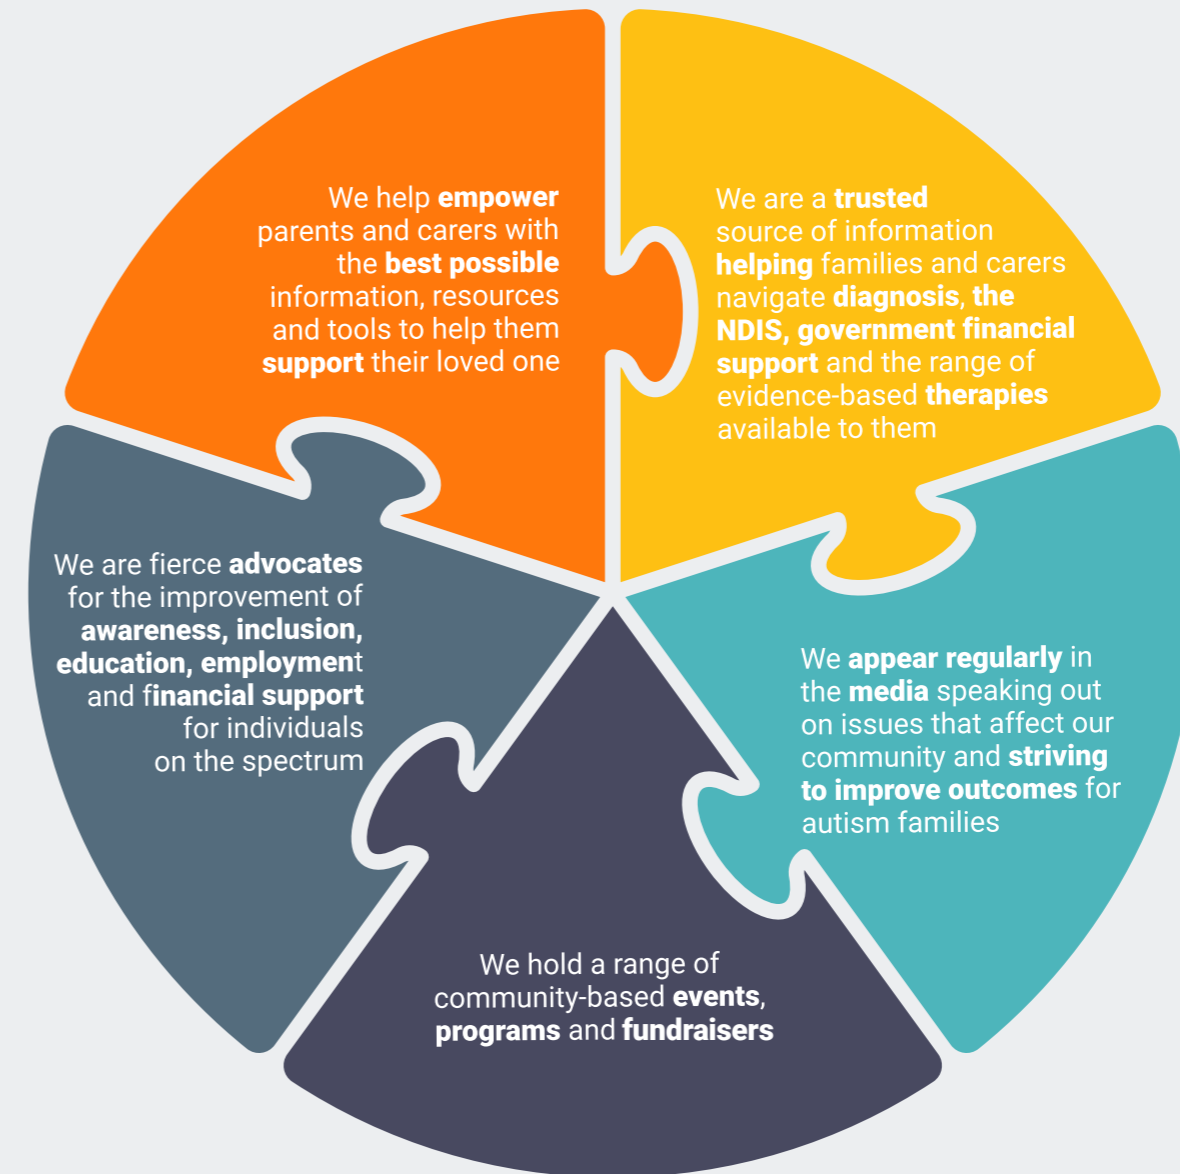 We help empower
parents and carers with
the best possible
information, resources
and tools to help them
support their loved one
We are a trusted
source of information
helping families and carers
navigate diagnosis, the
NDIS, government financial
support and the range of
evidence-based therapies
available to them
We are fierce advocates
for the improvement of
awareness, inclusion,
education, employment
and financial support
for individuals
on the spectrum
We appear regularly in
the media speaking out
on issues that affect our
community and striving
to improve outcomes for
autism families
We hold a range of
community-based events,
programs and fundraisers